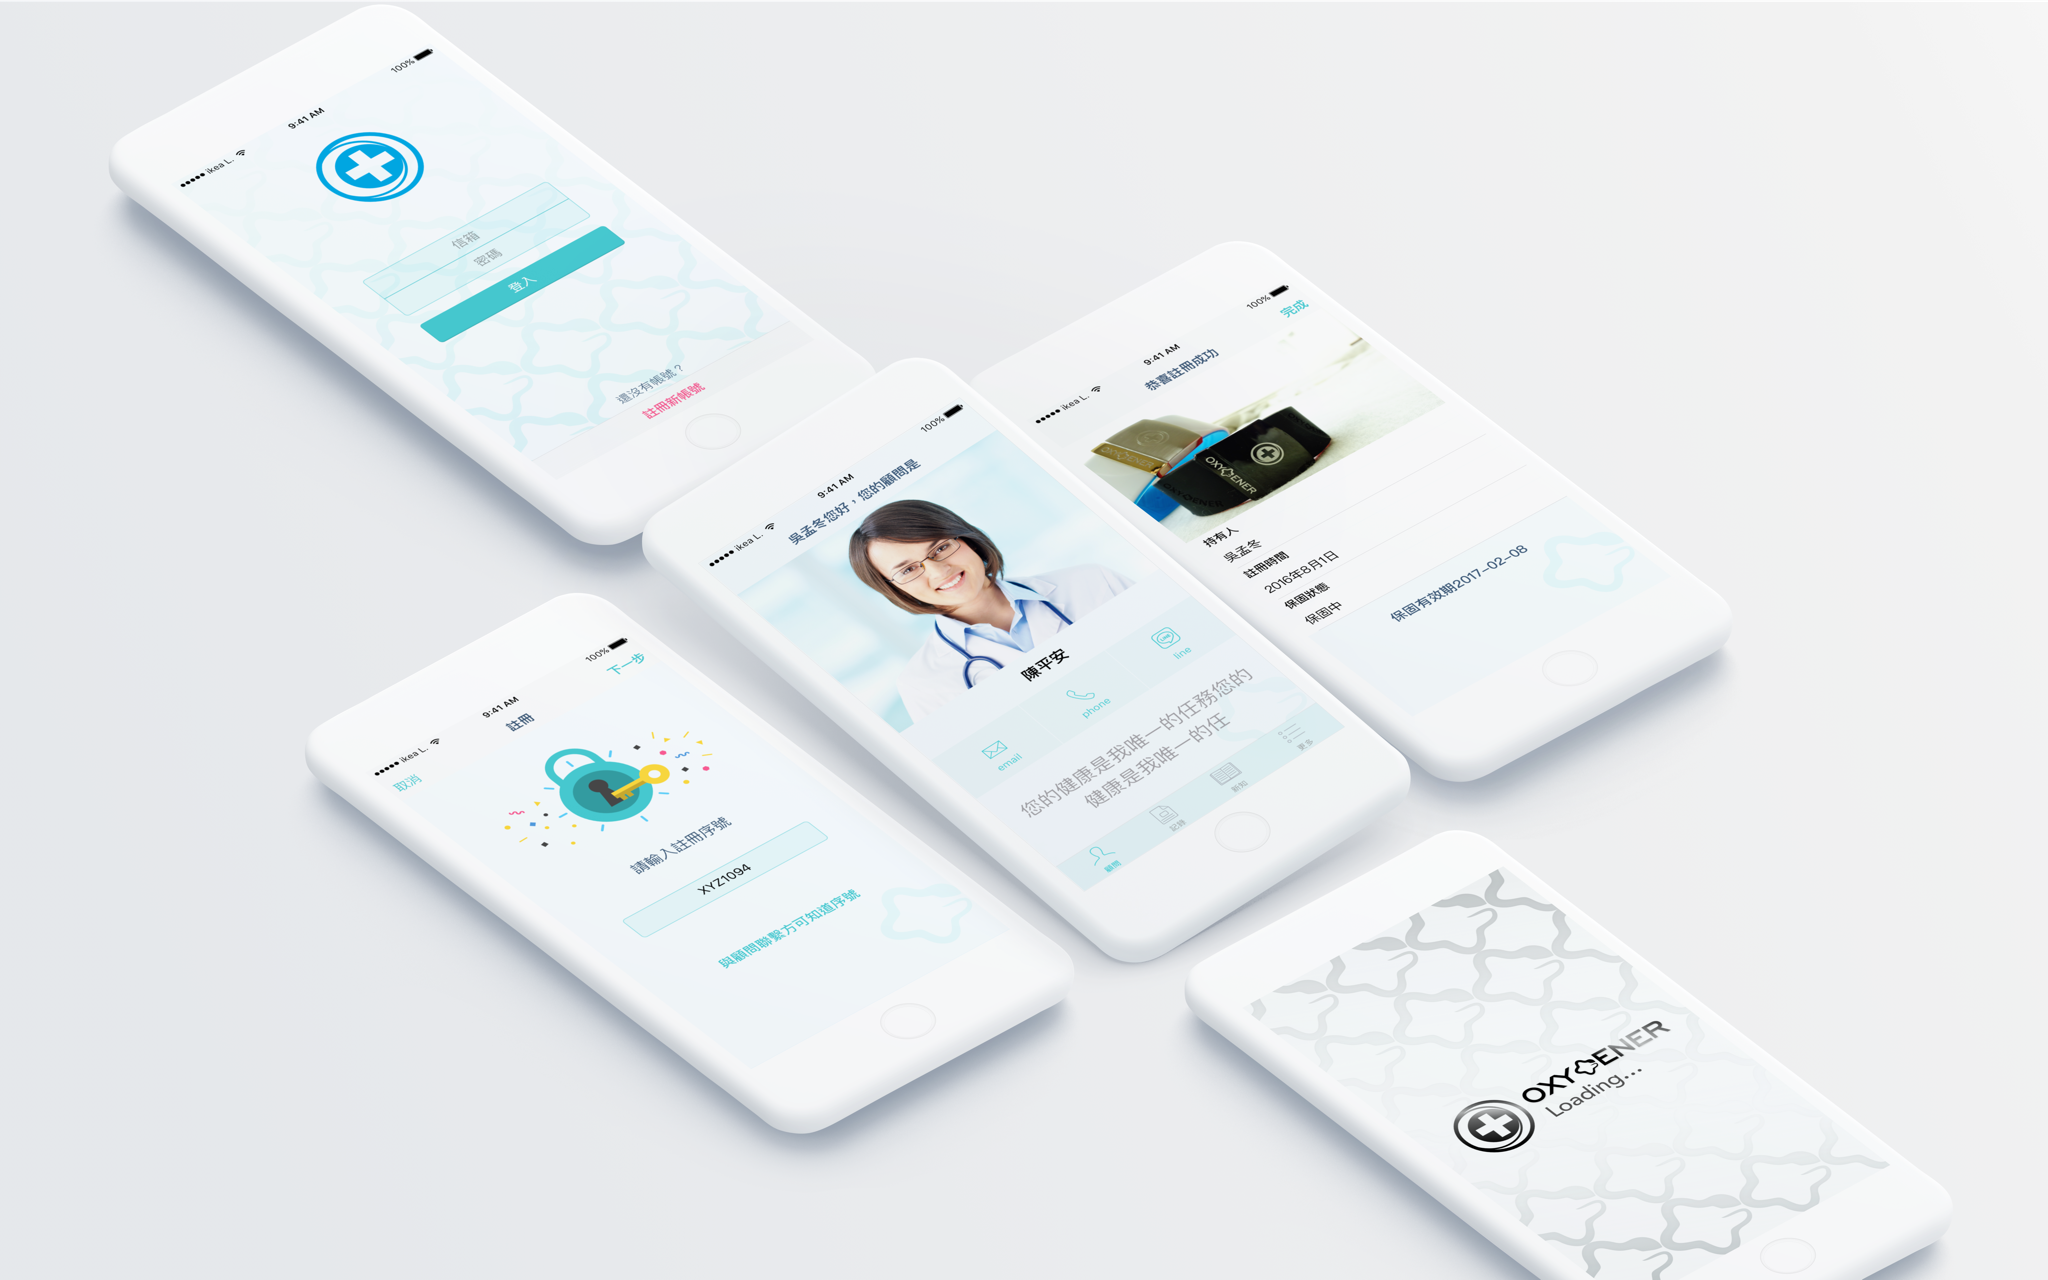 ●●●●● ikea L.
9:41 AM
100%
信箱
密碼
登入
還沒有帳號？
註冊新帳號
●●●●● ikea L.
9:41 AM
100%
恭喜註冊成功
完成
OXYGENER
OXYGENER
OXYGENER
持有人
吳孟冬
註冊時間
2016年8月1日
保固狀態
保固中
保固有效期2017-02-08
●●●●● ikea L.
9:41 AM
100%
吳孟冬您好，您的顧問是
陳平安
email
phone
LINE
line
您的健康是我唯一的任務您的
健康是我唯一的任
顧問
記錄
更多
●●●●● ikea L.
9:41 AM
100%
取消
註冊
下一步
請輸入註冊序號
XYZ1094
與顧問聯繫方可知道序號
OXYGENER
Loading...